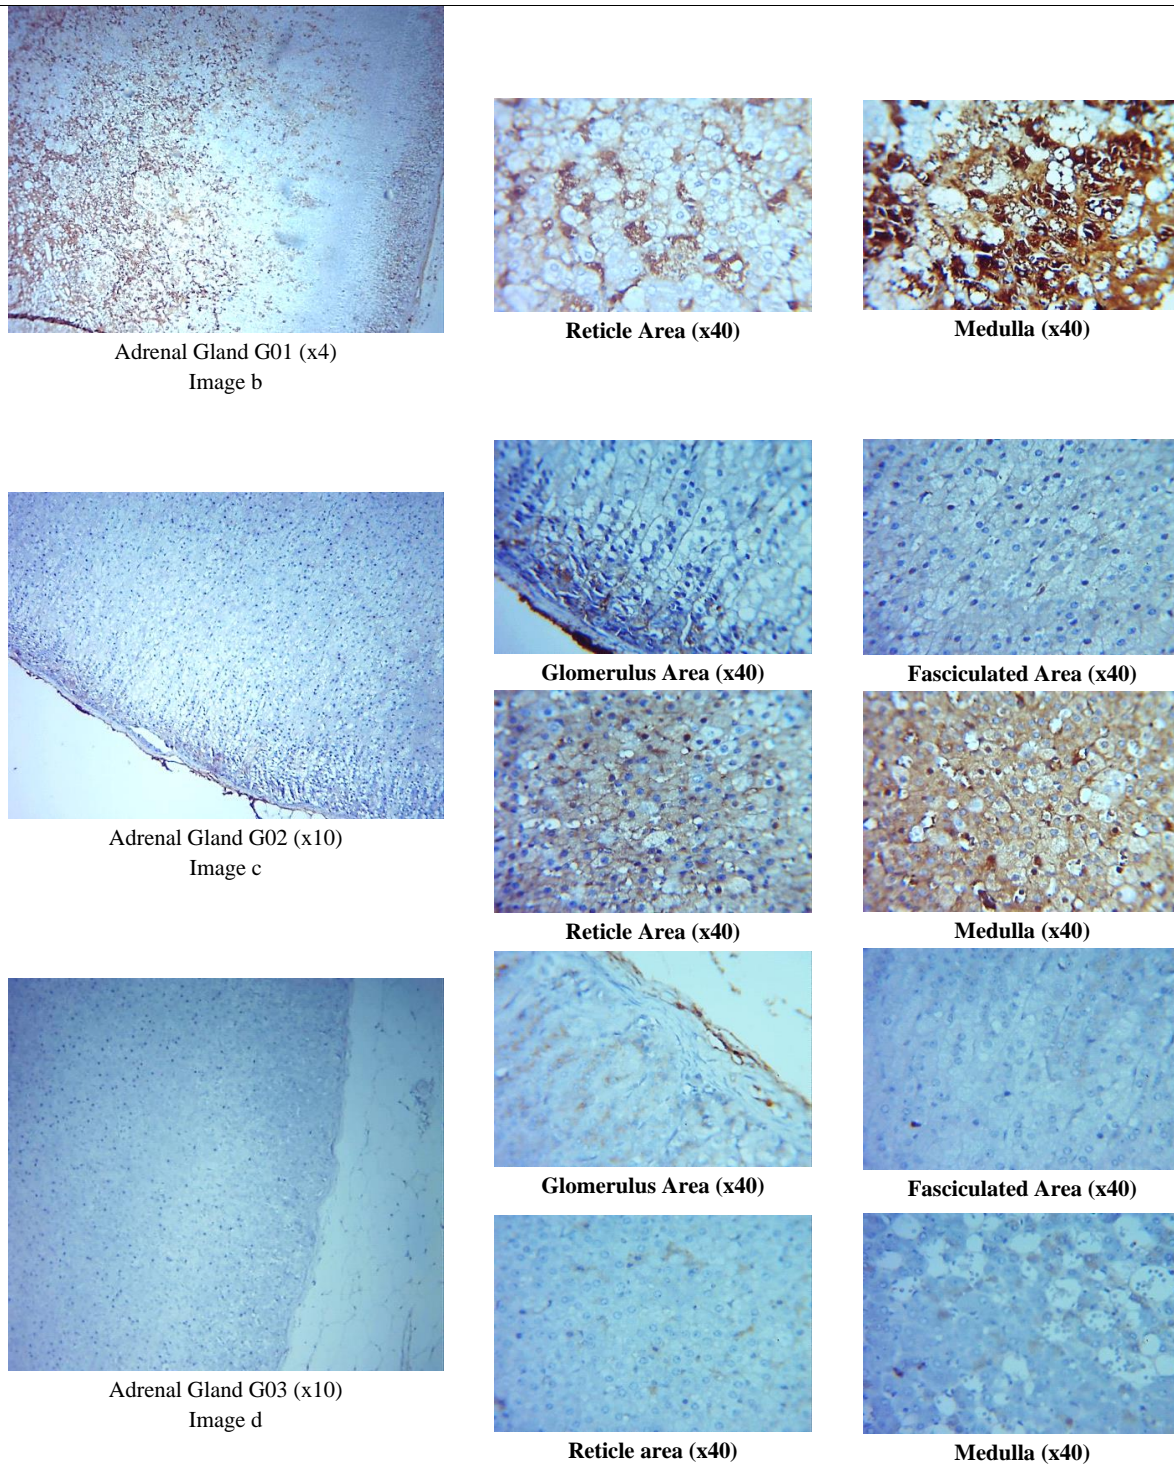 Reticle Area (x40)
Medulla (x40)
Adrenal Gland G01 (x4)
Image b
Glomerulus Area (x40)
Fasciculated Area (x40)
Adrenal Gland G02 (x10)
Image c
Reticle Area (x40)
Medulla (x40)
Glomerulus Area (x40)
Fasciculated Area (x40)
Adrenal Gland G03 (x10)
Image d
Reticle area (x40)
Medulla (x40)